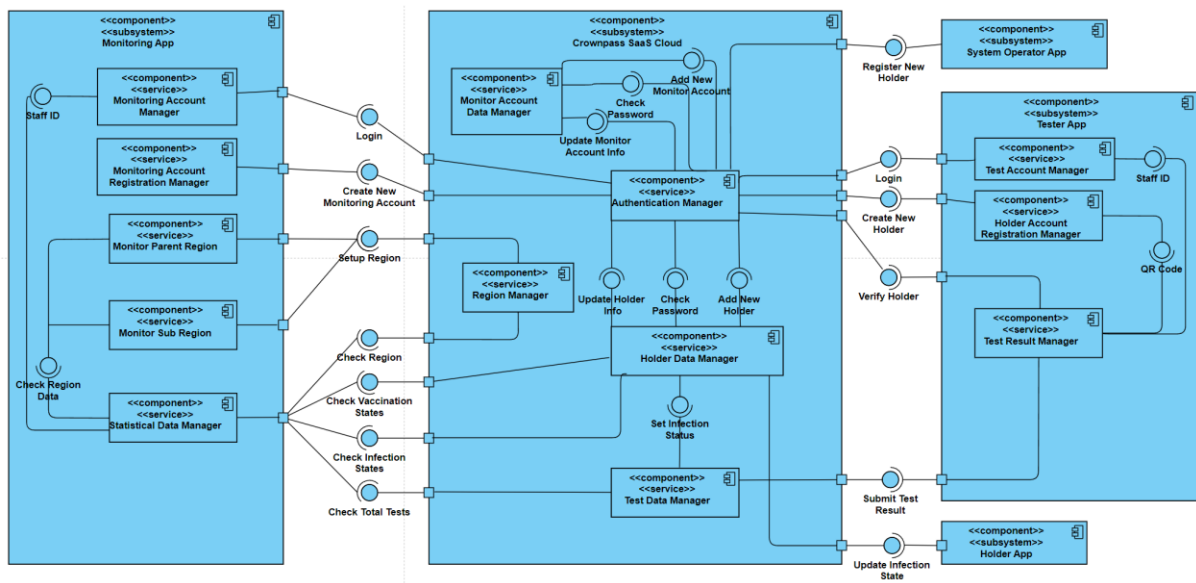 <<component>>
<<subsystem>>
Monitoring App
<<component>>
<<service>>
Monitoring Account
Manager
Staff ID
<<component>>
<<service>>
Monitoring Account
Registration Manager
<<component>>
<<service>>
Monitor Parent Region
<<component>>
<<service>>
Monitor Sub Region
Check Region
Data
<<component>>
<<service>>
Statistical Data Manager
Login
Create New
Monitoring Account
Setup Region
Check Region
Check Vaccination
States
Check Infection
States
Check Total Tests
<<component>>
<<subsystem>>
Crownpass SaaS Cloud
<<component>>
<<service>>
Monitor Account
Data Manager
Add New
Monitor Account
Check
Password
Update Monitor
Account Info
<<component>>
<<service>>
Authentication Manager
<<component>>
<<service>>
Region Manager
Update Holder
Info
Check
Password
Add New
Holder
<<component>>
<<service>>
Holder Data Manager
Set Infection
Status
<<component>>
<<service>>
Test Data Manager
Register New
Holder
Login
Create New
Holder
Verify Holder
Submit Test
Result
Update Infection
State
<<component>>
<<subsystem>>
System Operator App
<<component>>
<<subsystem>>
Tester App
<<component>>
<<service>>
Test Account Manager
Staff ID
<<component>>
<<service>>
Holder Account
Registration Manager
QR Code
<<component>>
<<service>>
Test Result Manager
<<component>>
<<subsystem>>
Holder App